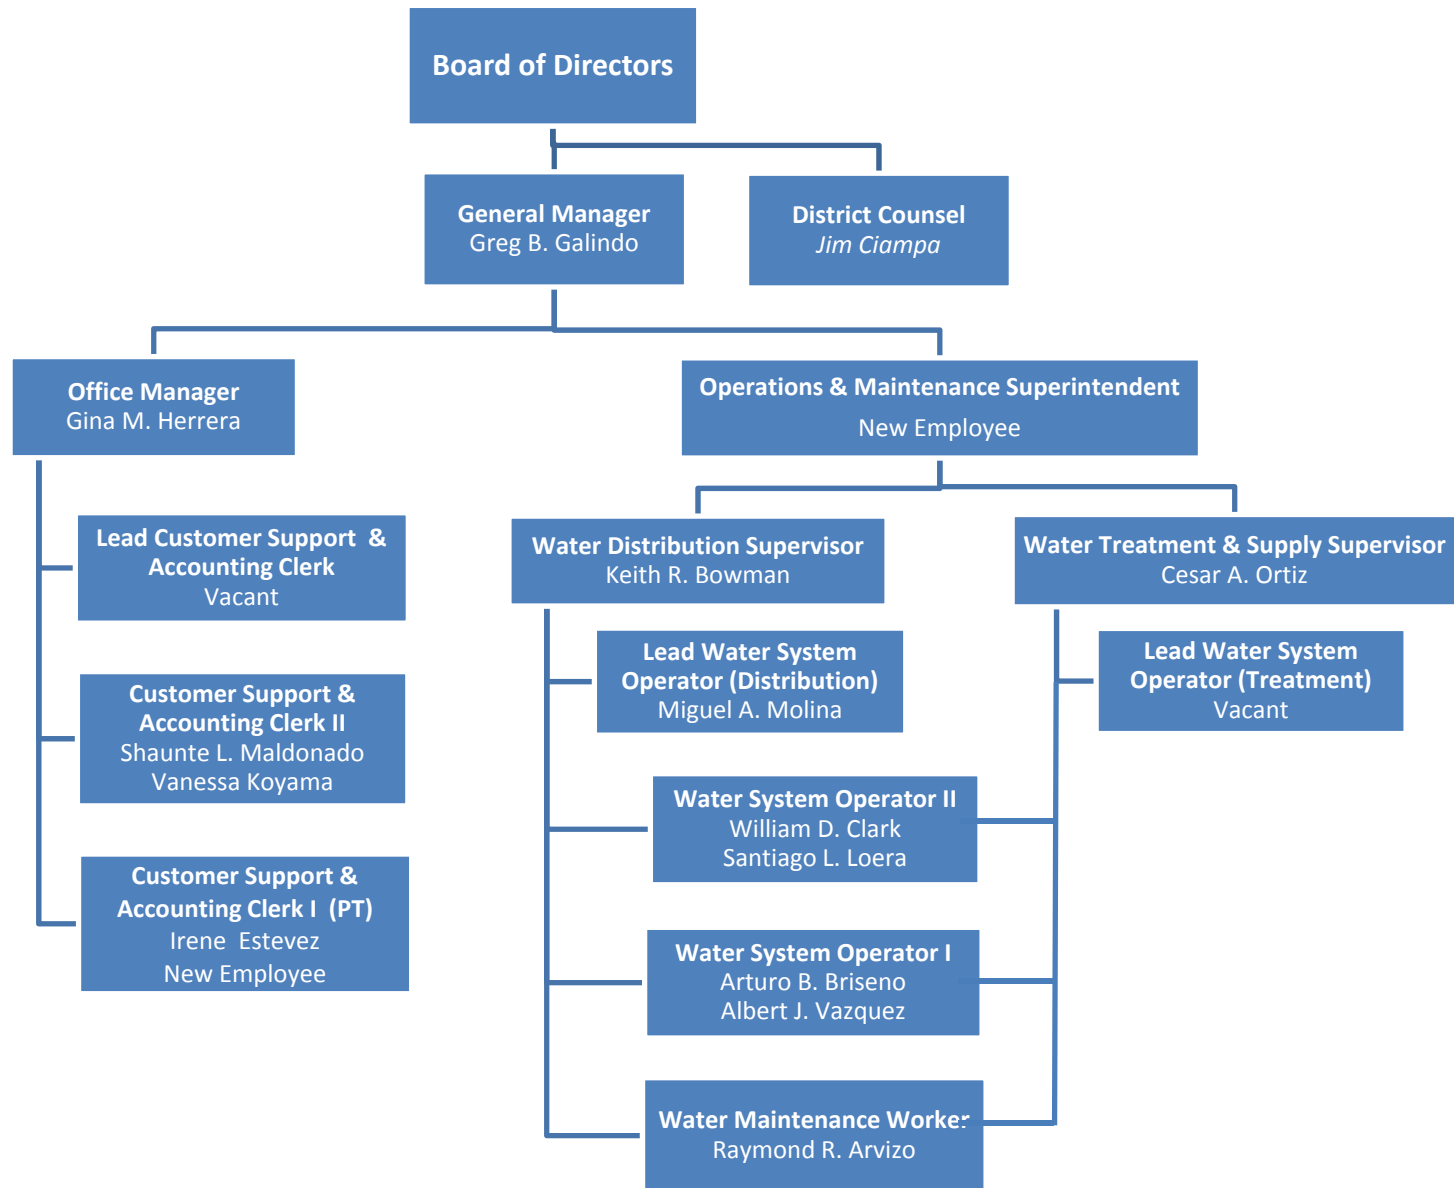 Board of Directors
General Manager
Greg B. Galindo
District Counsel
Jim Ciampa
Office Manager
Gina M. Herrera
Operations & Maintenance Superintendent
New Employee
Lead Customer Support  &
Accounting Clerk
Vacant
Customer Support &
Accounting Clerk II
Shaunte L. Maldonado
Vanessa Koyama
Customer Support &
Accounting Clerk I  (PT)
Irene  Estevez
New Employee
Water Distribution Supervisor
Keith R. Bowman
Water Treatment & Supply Supervisor
Cesar A. Ortiz
Lead Water System
Operator (Distribution)
Miguel A. Molina
Lead Water System
Operator (Treatment)
Vacant
Water System Operator II
William D. Clark
Santiago L. Loera
Water System Operator I
Arturo B. Briseno
Albert J. Vazquez
Water Maintenance Worker
Raymond R. Arvizo